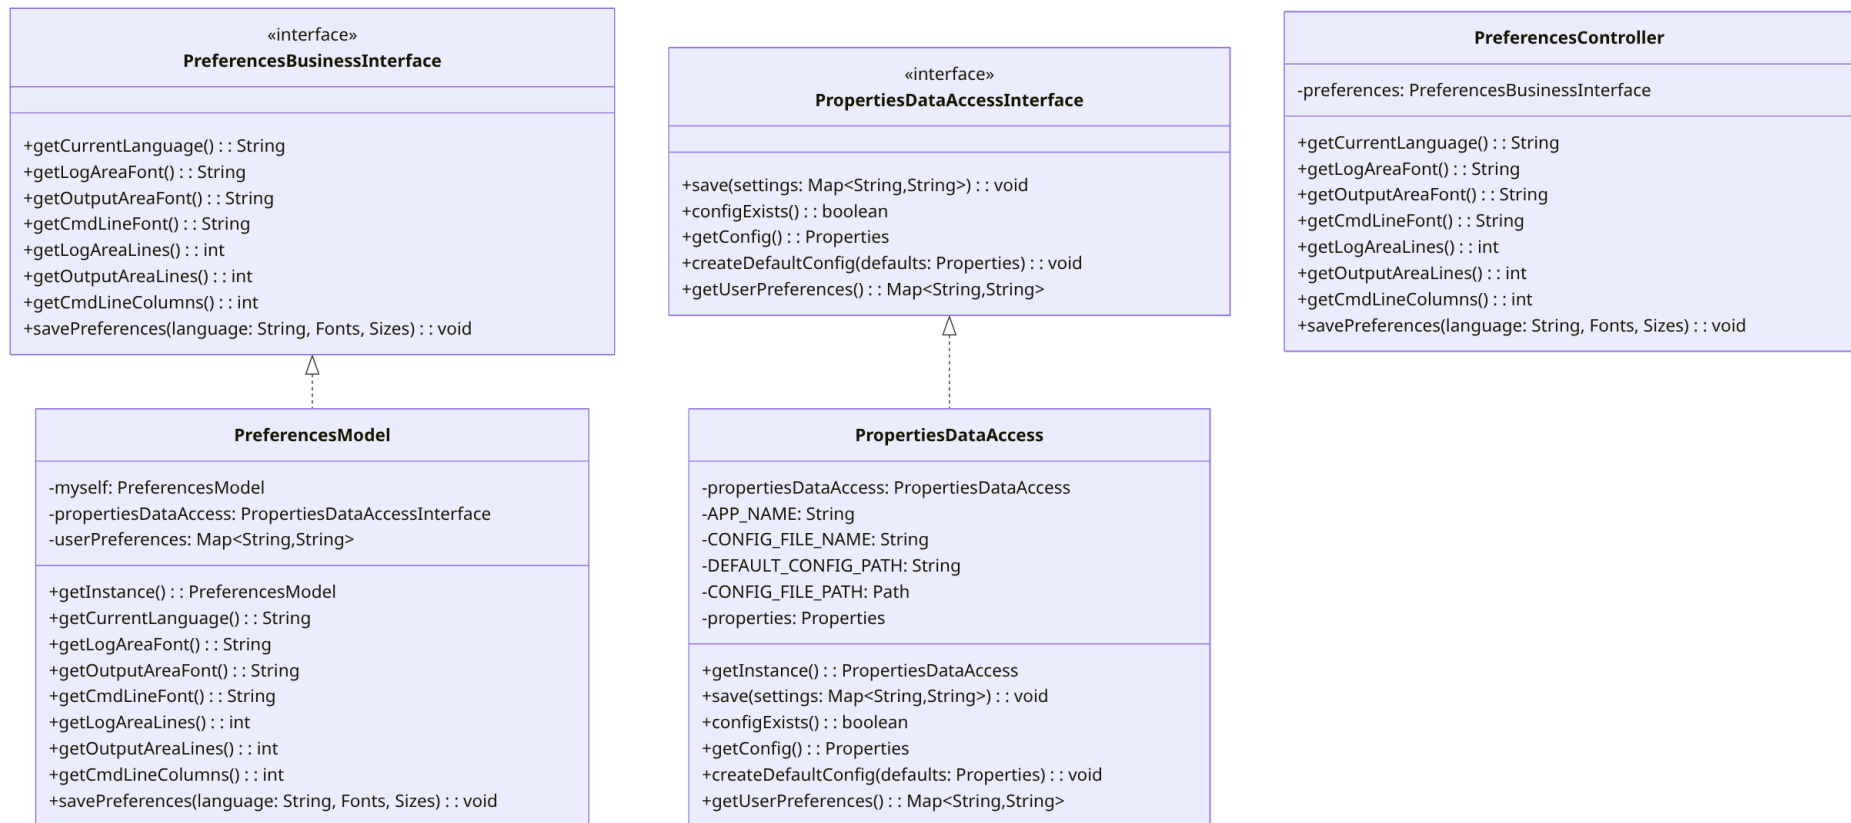 «interface»
PreferencesBusinessInterface
+getCurrentLanguage() : : String
+getLogAreaFont() : : String
+getOutputAreaFont() : : String
+getCmdLineFont() : : String
+getLogAreaLines() : : int
+getOutputAreaLines() : : int
+getCmdLineColumns() : : int
+savePreferences(language: String, Fonts, Sizes) : : void
«interface»
PropertiesDataAccessInterface
+save(settings: Map<String,String>) : : void
+configExists() : : boolean
+getConfig() : : Properties
+createDefaultConfig(defaults: Properties) : : void
+getUserPreferences() : : Map<String,String>
PreferencesController
-preferences: PreferencesBusinessInterface
+getCurrentLanguage() : : String
+getLogAreaFont() : : String
+getOutputAreaFont() : : String
+getCmdLineFont() : : String
+getLogAreaLines() : : int
+getOutputAreaLines() : : int
+getCmdLineColumns() : : int
+savePreferences(language: String, Fonts, Sizes) : : void
PreferencesModel
-myself: PreferencesModel
-propertiesDataAccess: PropertiesDataAccessInterface
-userPreferences: Map<String,String>
+getInstance() : : PreferencesModel
+getCurrentLanguage() : : String
+getLogAreaFont() : : String
+getOutputAreaFont() : : String
+getCmdLineFont() : : String
+getLogAreaLines() : : int
+getOutputAreaLines() : : int
+getCmdLineColumns() : : int
+savePreferences(language: String, Fonts, Sizes) : : void
PropertiesDataAccess
-propertiesDataAccess: PropertiesDataAccess
-APP_NAME: String
-CONFIG_FILE_NAME: String
-DEFAULT_CONFIG_PATH: String
-CONFIG_FILE_PATH: Path
-properties: Properties
+getInstance() : : PropertiesDataAccess
+save(settings: Map<String,String>) : : void
+configExists() : : boolean
+getConfig() : : Properties
+createDefaultConfig(defaults: Properties) : : void
+getUserPreferences() : : Map<String,String>